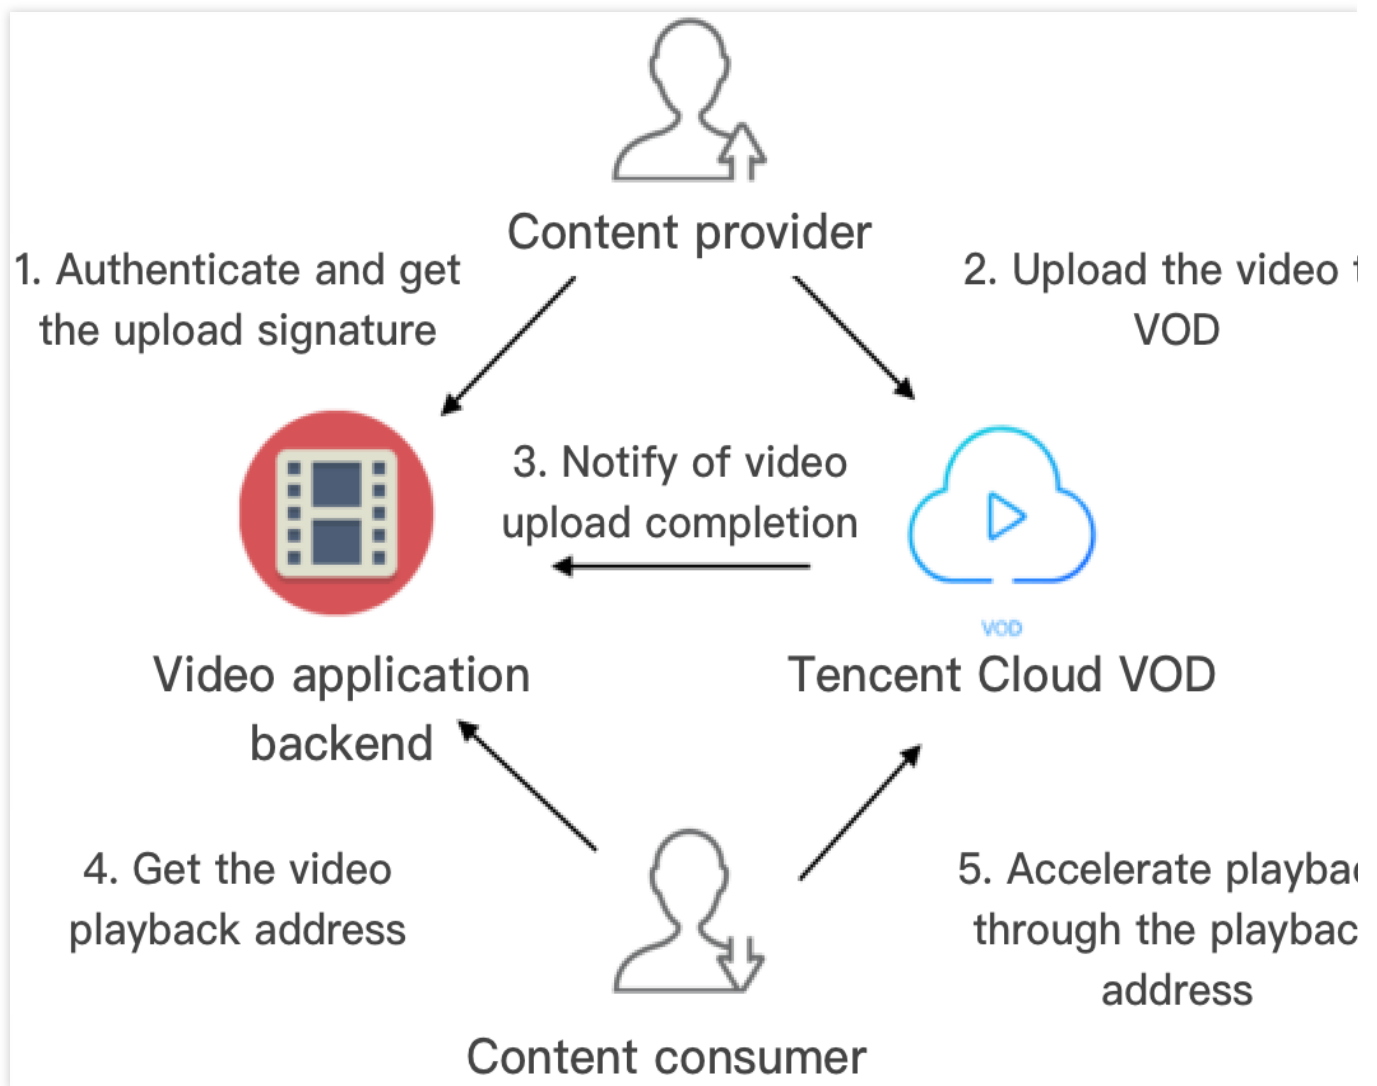 Content provider
1. Authenticate and get
the upload signature
2. Upload the video
VOD
3. Notify of video
upload completion
VOD
Video application
backend
Tencent Cloud VOD
4. Get the video
playback address
5. Accelerate
through the
address
Content consumer